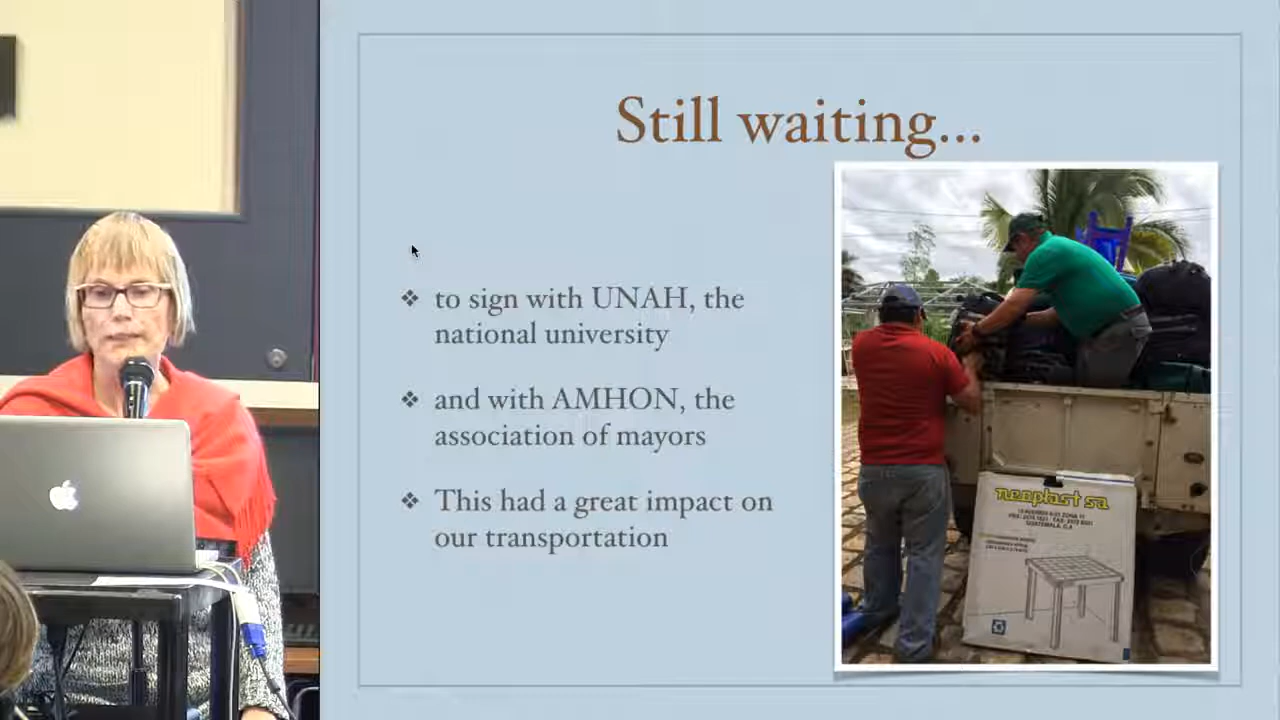 Still waiting...
to sign with UNAH, the
national university
and with AMHON, the
association of mayors
This had a great impact on
our transportation
neoplast sa
GUATEMALA, C.A